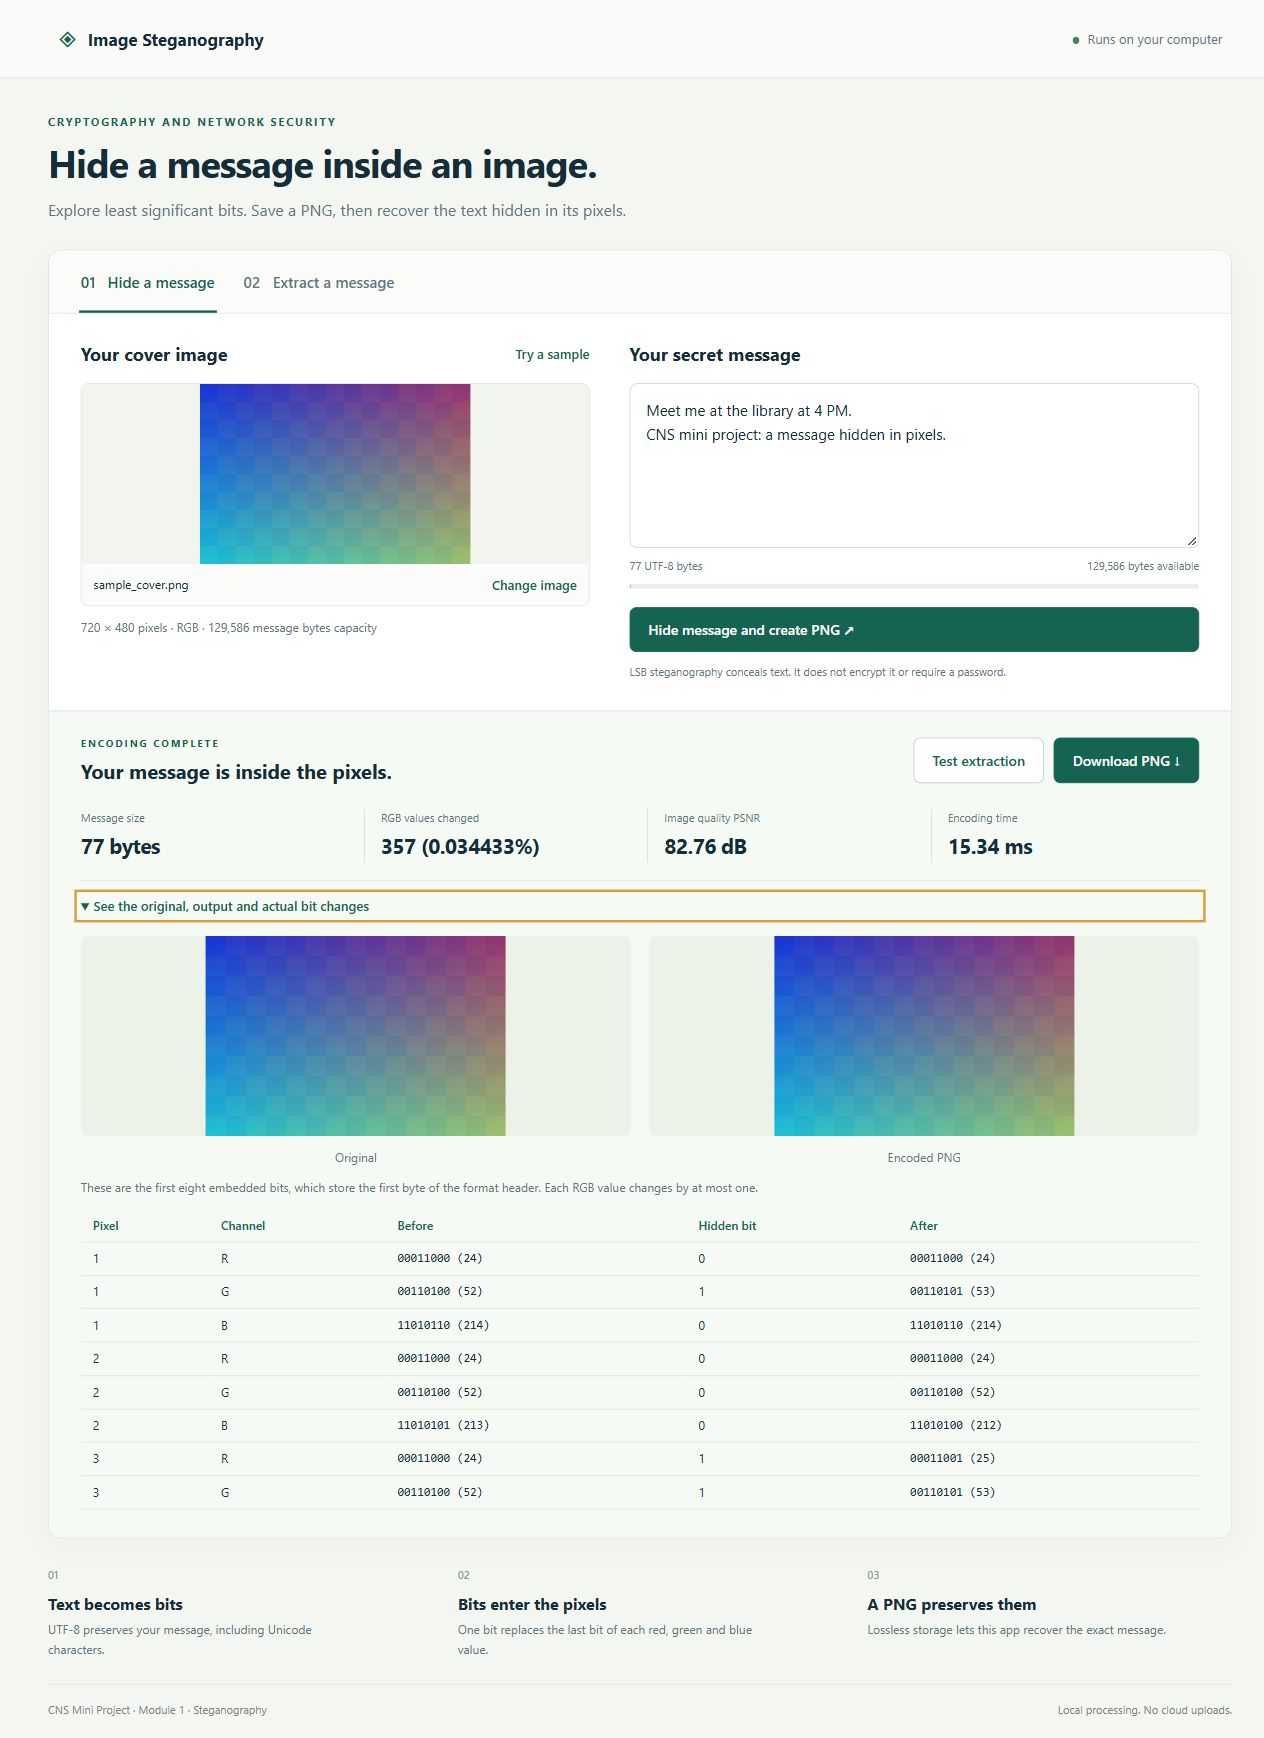 Image Steganography
Runs on your computer
CRYPTOGRAPHY AND NETWORK SECURITY
Hide a message inside an image.
Explore least significant bits. Save a PNG, then recover the text hidden in its pixels.
01 Hide a message 02 Extract a message
Your cover image
Try a sample
sample_cover.png
Change image
720 × 480 pixels · RGB · 129,586 message bytes capacity
Your secret message
Meet me at the library at 4 PM.
CNS mini project: a message hidden in pixels.
77 UTF-8 bytes
129,586 bytes available
Hide message and create PNG ↗
LSB steganography conceals text. It does not encrypt it or require a password.
ENCODING COMPLETE
Your message is inside the pixels.
Test extraction
Download PNG ↓
Message size
77 bytes
RGB values changed
357 (0.034433%)
Image quality PSNR
82.76 dB
Encoding time
15.34 ms
▼ See the original, output and actual bit changes
Original
Encoded PNG
These are the first eight embedded bits, which store the first byte of the format header. Each RGB value changes by at most one.
Pixel Channel Before Hidden bit After
1 R 00011000 (24) 0 00011000 (24)
1 G 00110100 (52) 1 00110101 (53)
1 B 11010110 (214) 0 11010110 (214)
2 R 00011000 (24) 0 00011000 (24)
2 G 00110100 (52) 0 00110100 (52)
2 B 11010101 (213) 0 11010100 (212)
3 R 00011000 (24) 1 00011001 (25)
3 G 00110100 (52) 1 00110101 (53)
01
Text becomes bits
UTF-8 preserves your message, including Unicode
characters.
02
Bits enter the pixels
One bit replaces the last bit of each red, green and blue
value.
03
A PNG preserves them
Lossless storage lets this app recover the exact message.
CNS Mini Project · Module 1 · Steganography
Local processing. No cloud uploads.